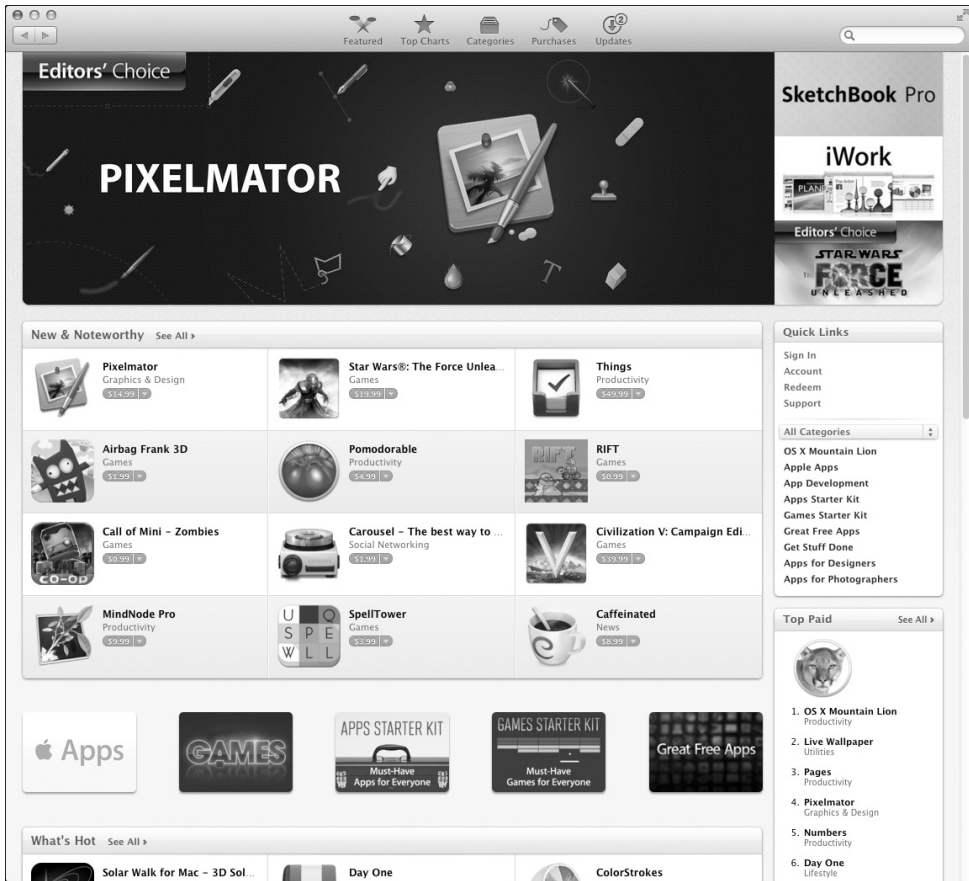 Featured
Top Charts
Categories
Purchases
2
Updates
Editors' Choice
PIXELMATOR
SketchBook Pro
iWork
Editors' Choice
STAR WARS
THE FORCE
UNLEASHED
New & Noteworthy See All
Pixelmator
Graphics & Design
$14.99
Star Wars®: The Force Unlea...
Games
$19.99
Things
Productivity
$49.99
Airbag Frank 3D
Games
$1.99
Pomodorable
Productivity
$4.99
RIFT
RIFT
Games
$0.99
CO-OP
Call of Mini – Zombies
Games
$0.99
Carousel – The best way to ...
Social Networking
$1.99
Civilization V: Campaign Edi...
Games
$39.99
MindNode Pro
Productivity
$9.99
U Q
S P E
W L L
SpellTower
Games
$3.99
Caffeinated
News
$8.99
Apps
GAMES
APPS STARTER KIT
Must-Have
Apps for Everyone
GAMES STARTER KIT
Must-Have
Games for Everyone
Great Free Apps
What's Hot See All
Solar Walk for Mac – 3D Sol...
Day One
ColorStrokes
Quick Links
Sign In
Account
Redeem
Support
All Categories
OS X Mountain Lion
Apple Apps
App Development
Apps Starter Kit
Games Starter Kit
Great Free Apps
Get Stuff Done
Apps for Designers
Apps for Photographers
Top Paid See All
1. OS X Mountain Lion
Productivity
2. Live Wallpaper
Utilities
3. Pages
Productivity
4. Pixelmator
Graphics & Design
5. Numbers
Productivity
6. Day One
Lifestyle